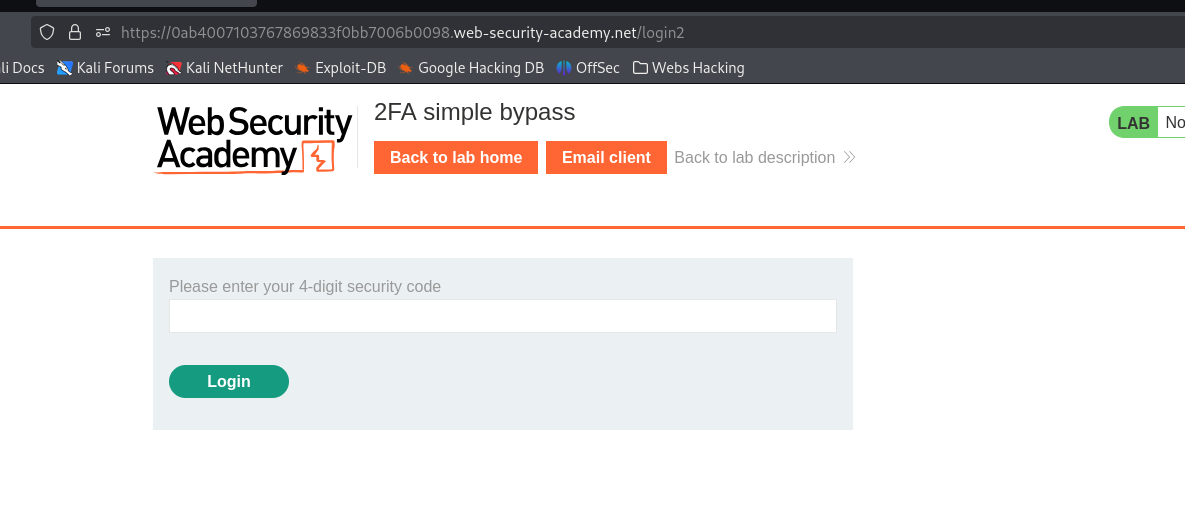 https://0ab4007103767869833f0bb7006b0098.web-security-academy.net/login2
li Docs Kali Forums Kali NetHunter Exploit-DB Google Hacking DB OffSec Webs Hacking
Web Security
Academy
2FA simple bypass
LAB No
Back to lab home Email client Back to lab description
Please enter your 4-digit security code
Login